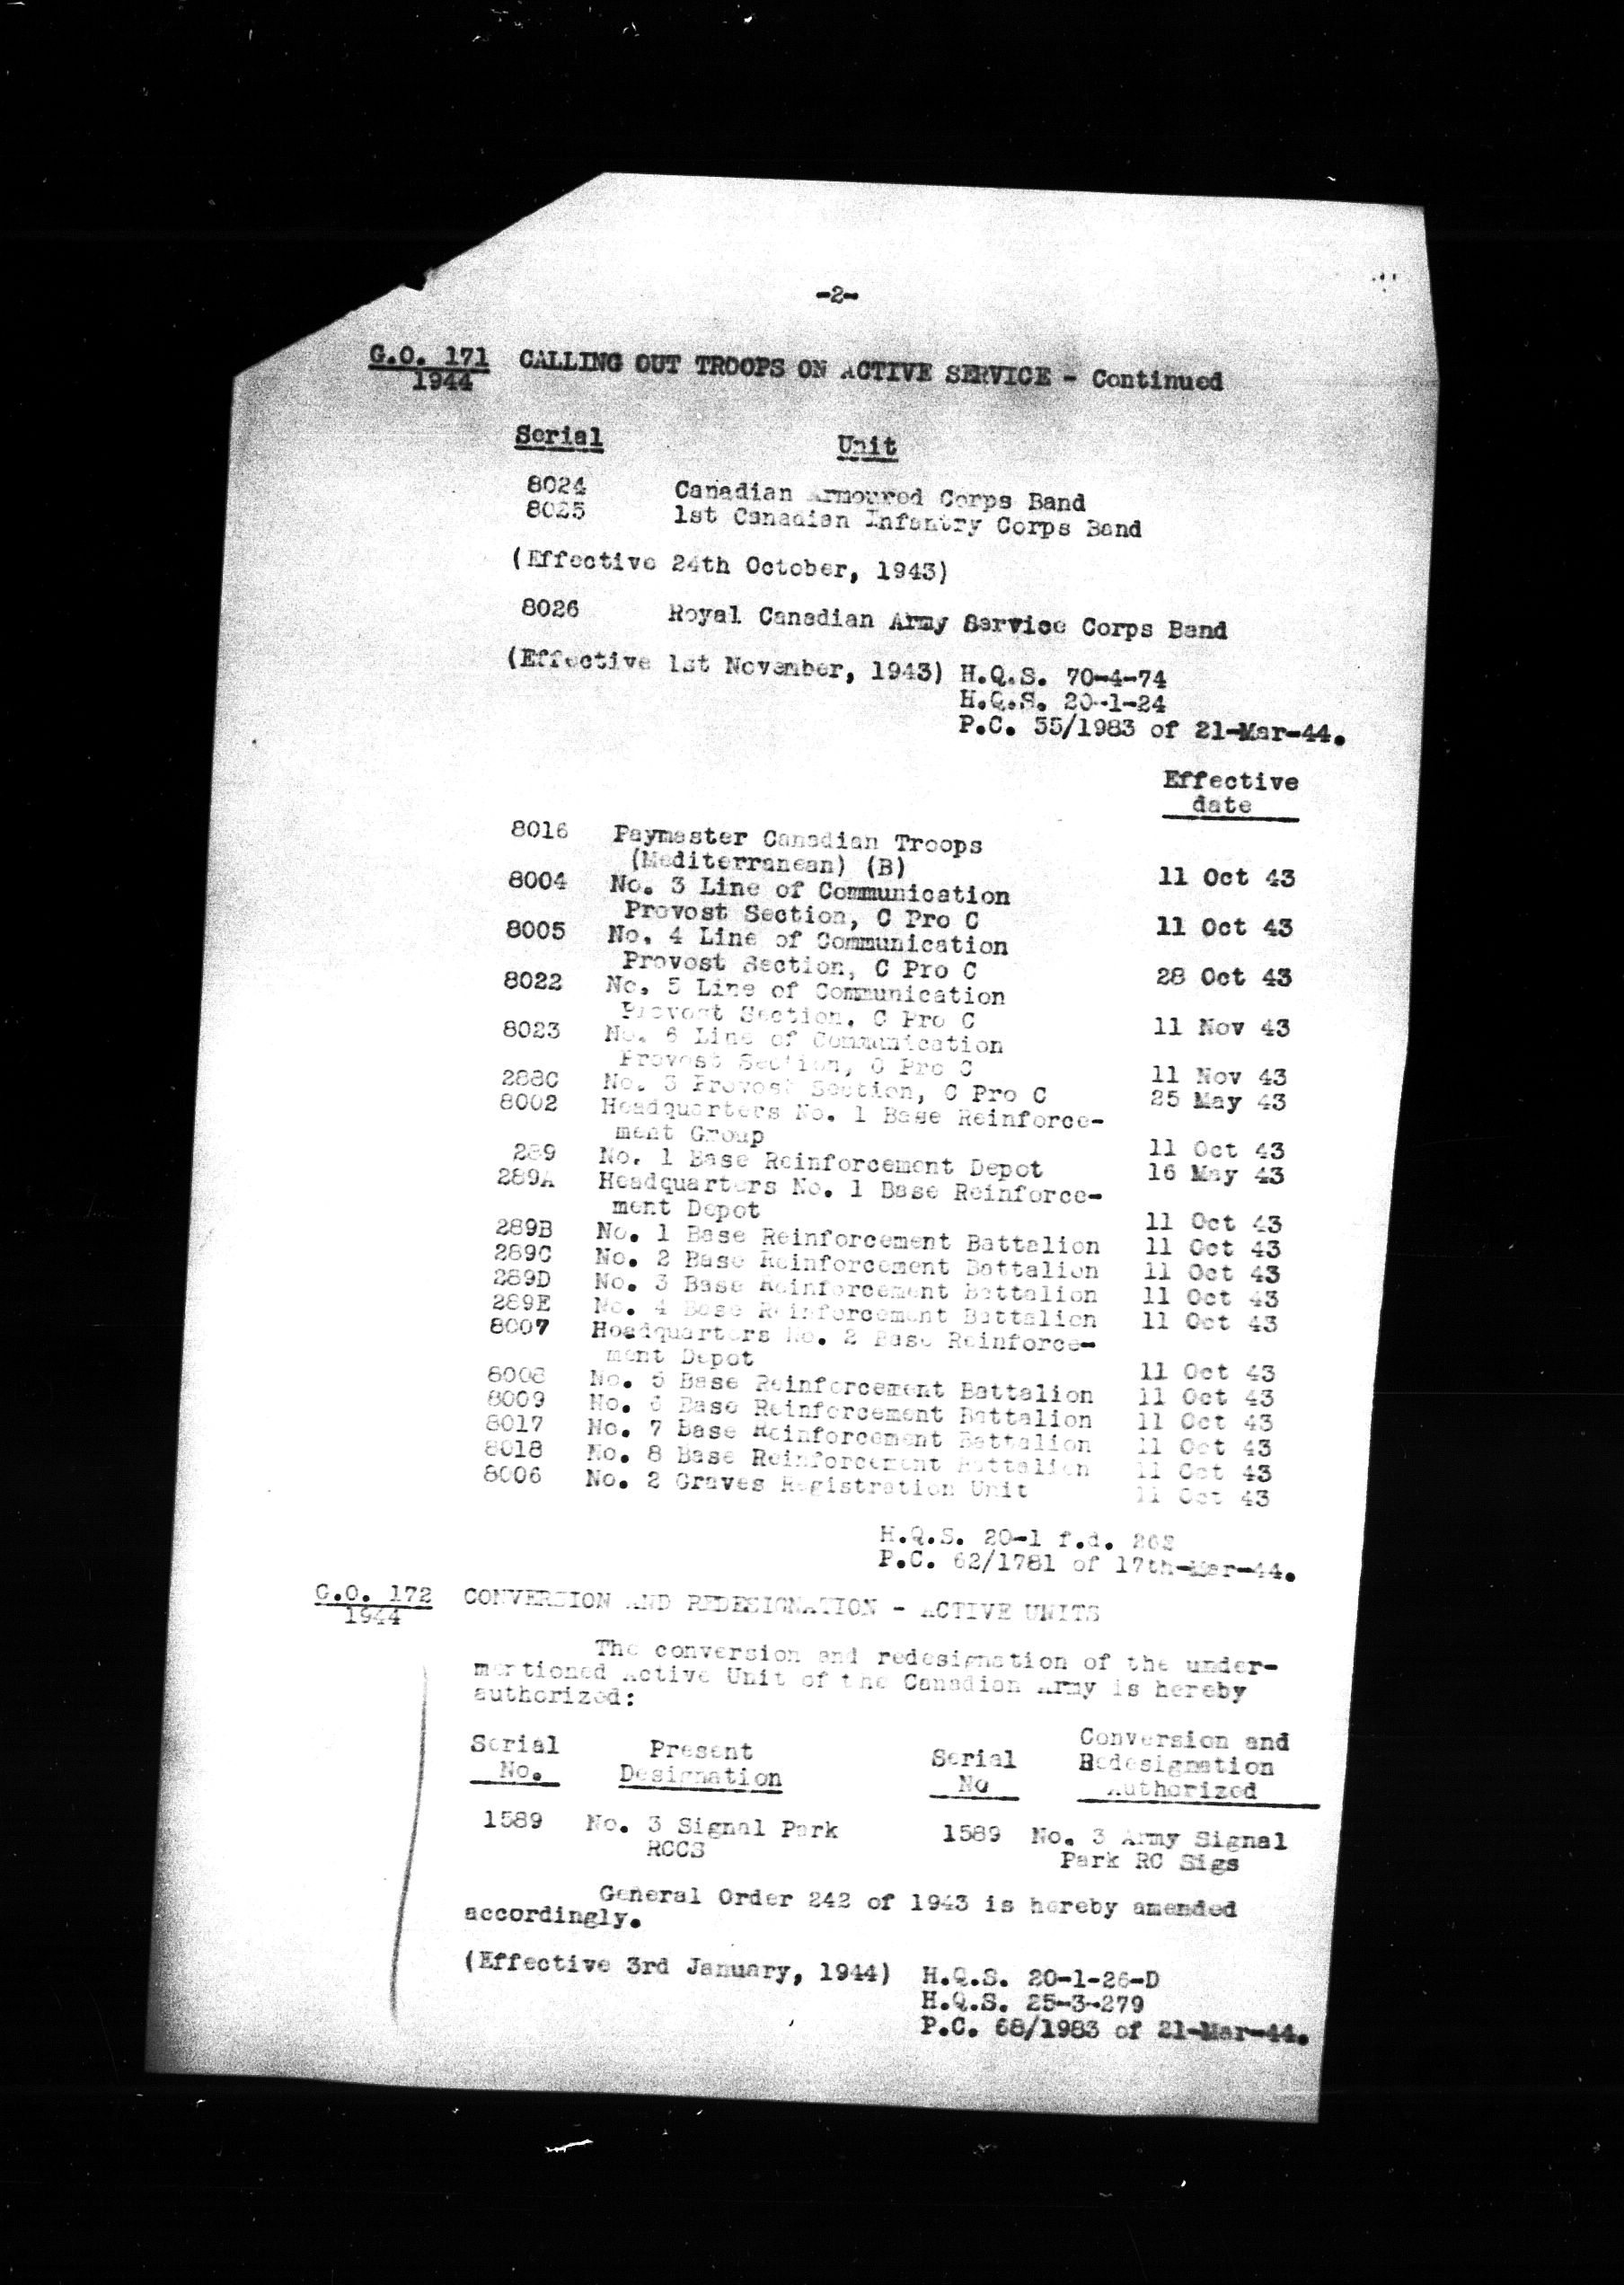 -2-
G.O. 171 CALLING OUT TROOPS ON ACTIVE SERVICE - Continued
1944
Serial Unit
8024 Canadian Armoured Corps Band
8025 1st Canadian Infantry Corps Band
(Effective 24th October, 1943)
8026 Royal Canadian Army Service Corps Band
(Effective 1st November, 1943) H.Q.S. 70-4-74
H.Q.S. 20-1-24
P.C. 55/1983 of 21-Mar-44.
Effective
date
8016 Paymaster Canadian Troops
(Mediterranean) (B) 11 Oct 43
8004 No. 3 Line of Communication
Provost Section, C Pro C 11 Oct 43
8005 No. 4 Line of Communication
Provost Section, C Pro C 28 Oct 43
8022 No. 5 Line of Communication
Provost Section, C Pro C 11 Nov 43
8023 No. 6 Line of Communication
Provost Section, C Pro C 11 Nov 43
288C No. 3 Provost Section, C Pro C 25 May 43
8002 Headquarters No. 1 Base Reinforce-
ment Group 11 Oct 43
289 No. 1 Base Reinforcement Depot 16 May 43
289A Headquarters No. 1 Base Reinforce-
ment Depot 11 Oct 43
289B No. 1 Base Reinforcement Battalion 11 Oct 43
289C No. 2 Base Reinforcement Battalion 11 Oct 43
289D No. 3 Base Reinforcement Battalion 11 Oct 43
289E No. 4 Base Reinforcement Battalion 11 Oct 43
8007 Headquarters No. 2 Base Reinforce-
ment Depot 11 Oct 43
8008 No. 5 Base Reinforcement Battalion 11 Oct 43
8009 No. 6 Base Reinforcement Battalion 11 Oct 43
8017 No. 7 Base Reinforcement Battalion 11 Oct 43
8018 No. 8 Base Reinforcement Battalion 11 Oct 43
8006 No. 2 Graves Registration Unit 11 Oct 43
H.Q.S. 20-1 f.d. 262
P.C. 62/1781 of 17th-Mar-44.
G.O. 172 CONVERSION AND REDESIGNATION - ACTIVE UNITS
1944
The conversion and redesignation of the under-
mentioned Active Unit of the Canadian Army is hereby
authorized:
Serial Present Serial Conversion and
No. Designation No Redesignation
Authorized
1589 No. 3 Signal Park 1589 No. 3 Army Signal
RCCS Park RC Sigs
General Order 242 of 1943 is hereby amended
accordingly.
(Effective 3rd January, 1944) H.Q.S. 20-1-26-D
H.Q.S. 25-3-279
P.C. 68/1983 of 21-Mar-44.